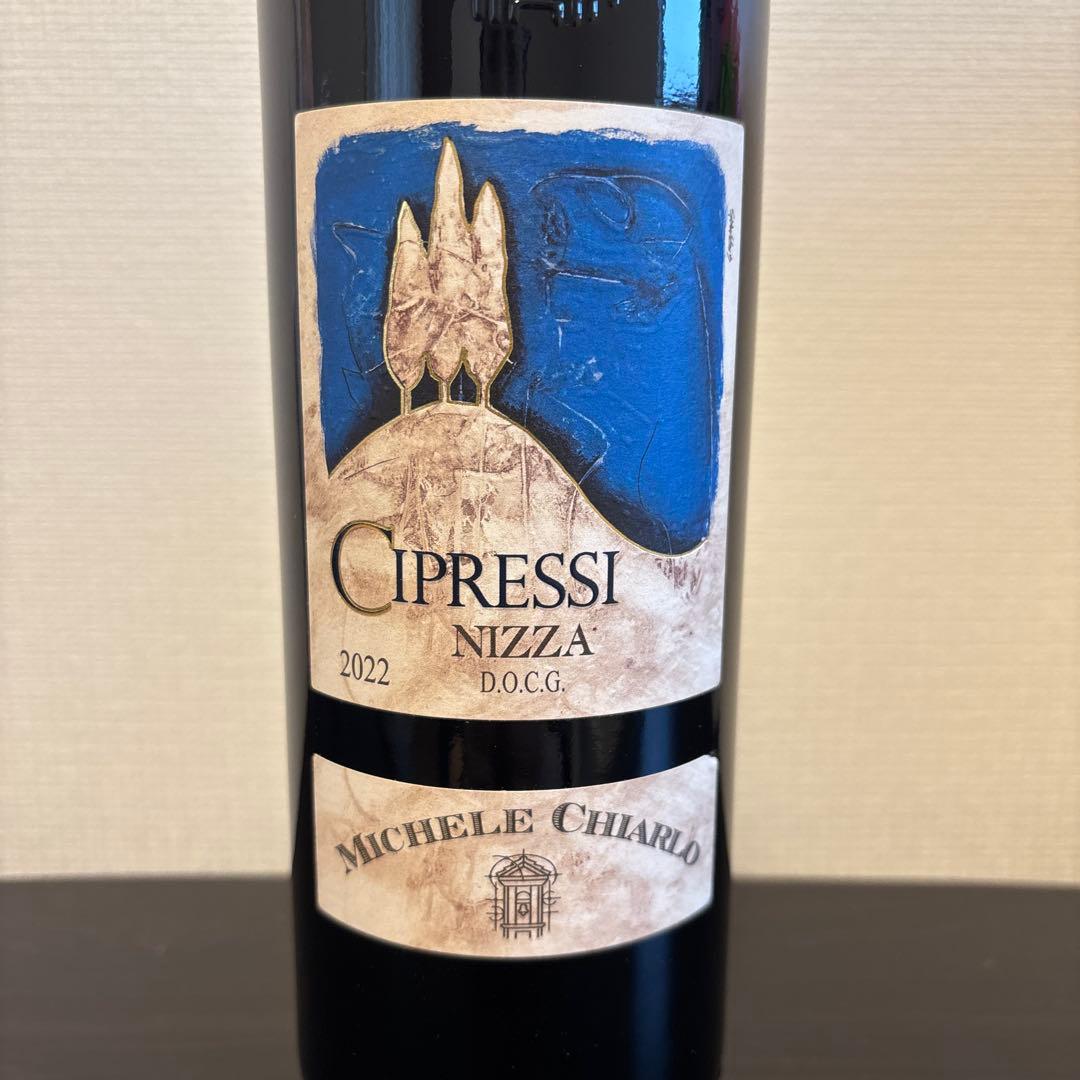 CIPRESSI
NIZZA
2022
D.O.C.G.
MICHELE CHIARLO